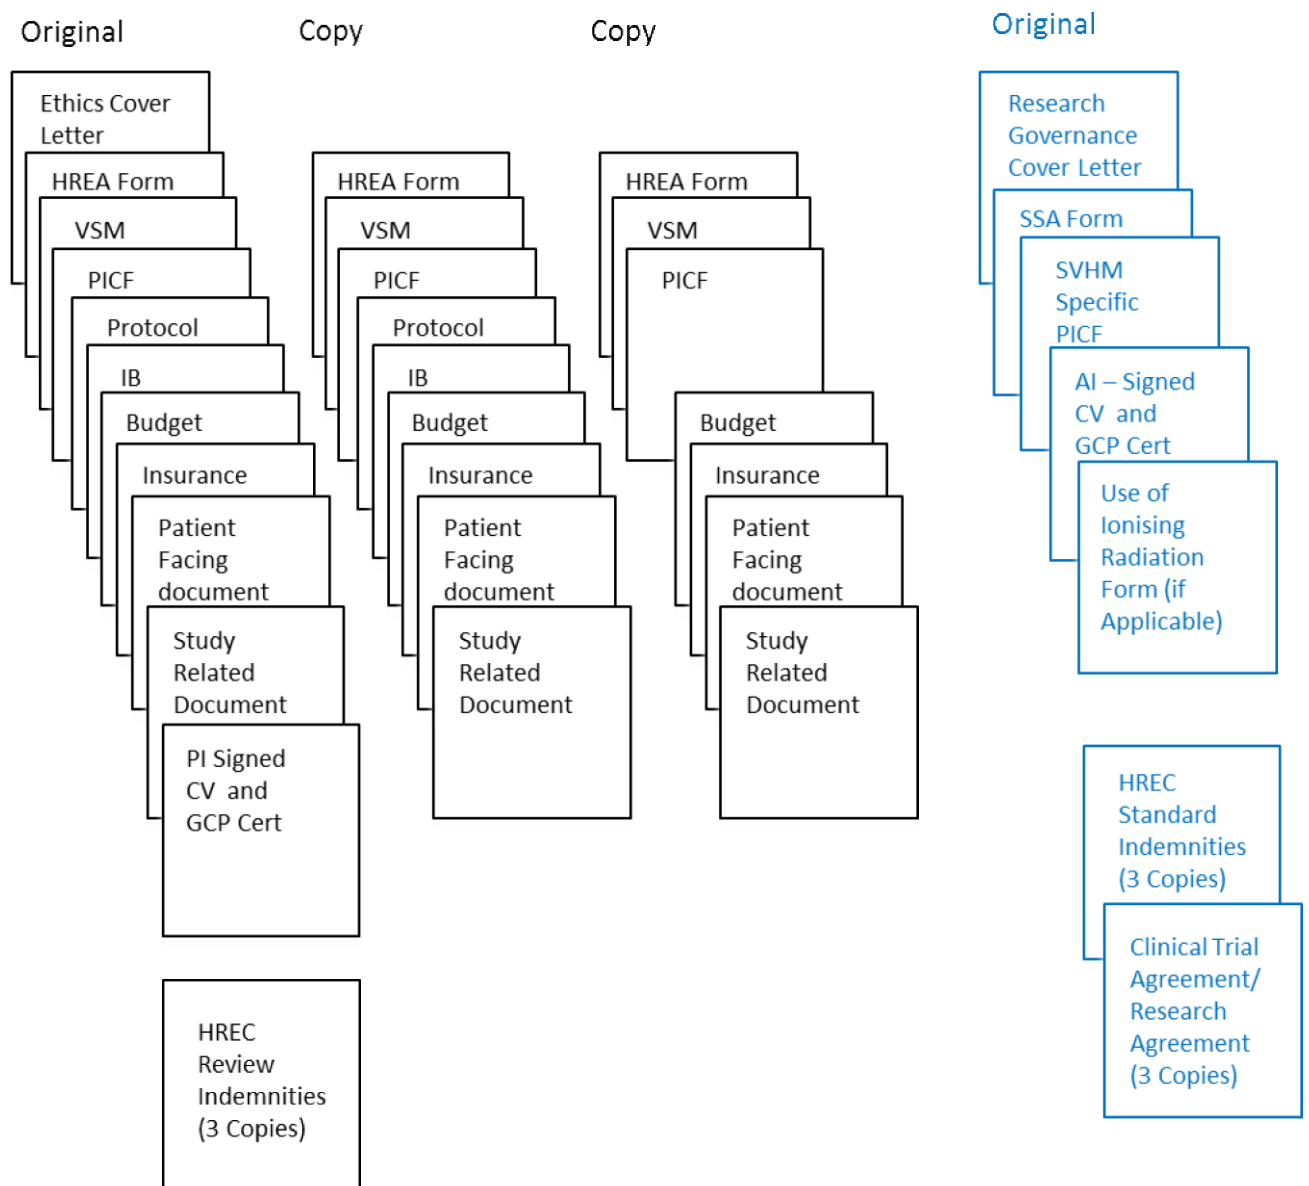 Original
Ethics Cover
Letter
HREA Form
VSM
PICF
Protocol
IB
Budget
Insurance
Patient
Facing
document
Study
Related
Document
PI Signed
CV and
GCP Cert
HREC
Review
Indemnities
(3 Copies)
Copy
HREA Form
VSM
PICF
Protocol
IB
Budget
Insurance
Patient
Facing
document
Study
Related
Document
Copy
HREA Form
VSM
PICF
Budget
Insurance
Patient
Facing
document
Study
Related
Document
Original
Research
Governance
Cover Letter
SSA Form
SVHM
Specific
PICF
AI – Signed
CV and
GCP Cert
Use of
Ionising
Radiation
Form (if
Applicable)
HREC
Standard
Indemnities
(3 Copies)
Clinical Trial
Agreement/
Research
Agreement
(3 Copies)